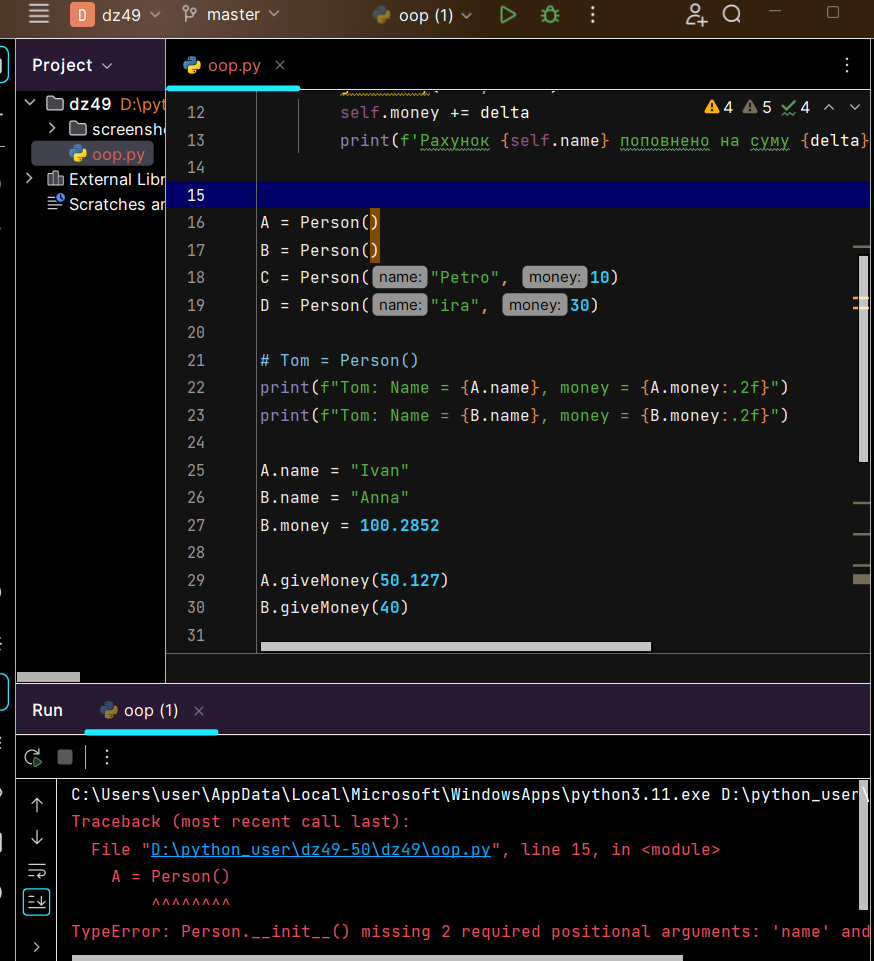 D dz49 master oop (1)
Project
oop.py
dz49 D:\pyt
screensho
oop.py
External Libr
Scratches ar
4 5 4
12 self.money += delta
13 print(f'Рахунок {self.name} поповнено на суму {delta}
14
15
16 A = Person()
17 B = Person()
18 C = Person( name: "Petro", money: 10)
19 D = Person( name: "ira", money: 30)
20
21 # Tom = Person()
22 print(f"Tom: Name = {A.name}, money = {A.money:.2f}")
23 print(f"Tom: Name = {B.name}, money = {B.money:.2f}")
24
25 A.name = "Ivan"
26 B.name = "Anna"
27 B.money = 100.2852
28
29 A.giveMoney(50.127)
30 B.giveMoney(40)
31
Run oop (1)
C:\Users\user\AppData\Local\Microsoft\WindowsApps\python3.11.exe D:\python_user\
Traceback (most recent call last):
File "D:\python_user\dz49-50\dz49\oop.py", line 15, in <module>
A = Person()
^^^^^^^^
TypeError: Person.__init__() missing 2 required positional arguments: 'name' and